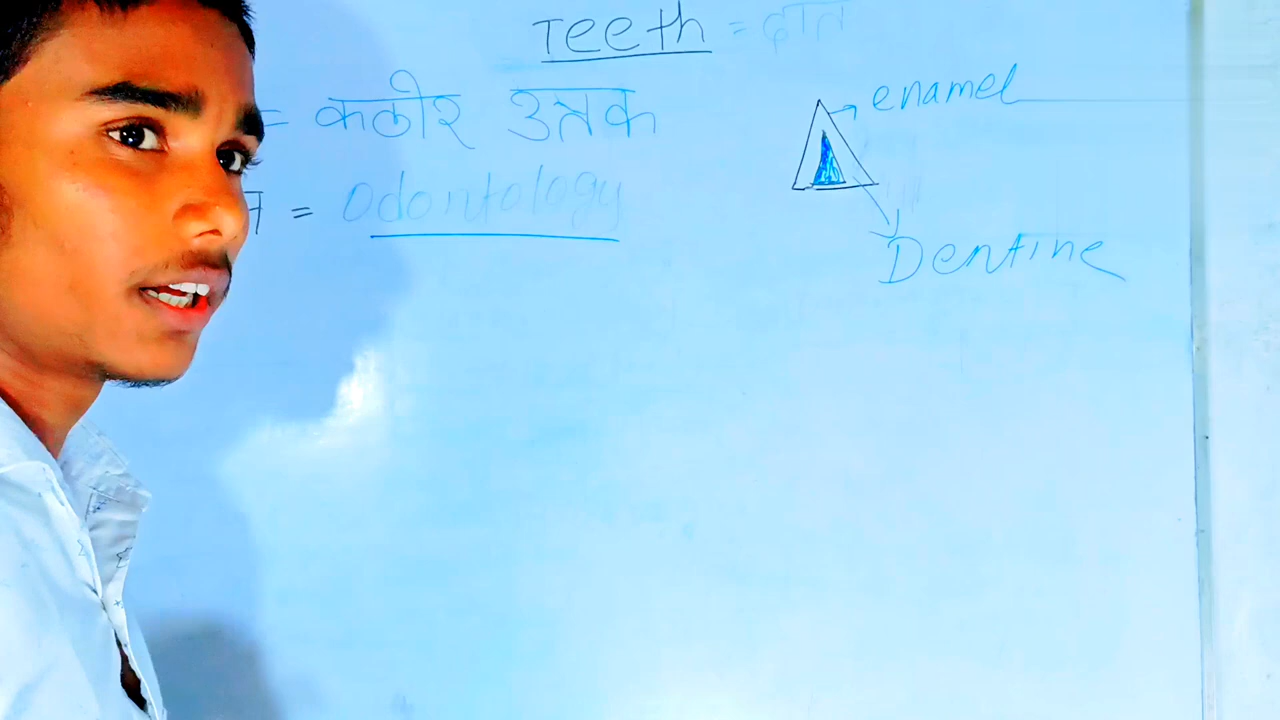 Teeth = दाँत
= कठोर उत्तक
न = Odontology
enamel
Dentine